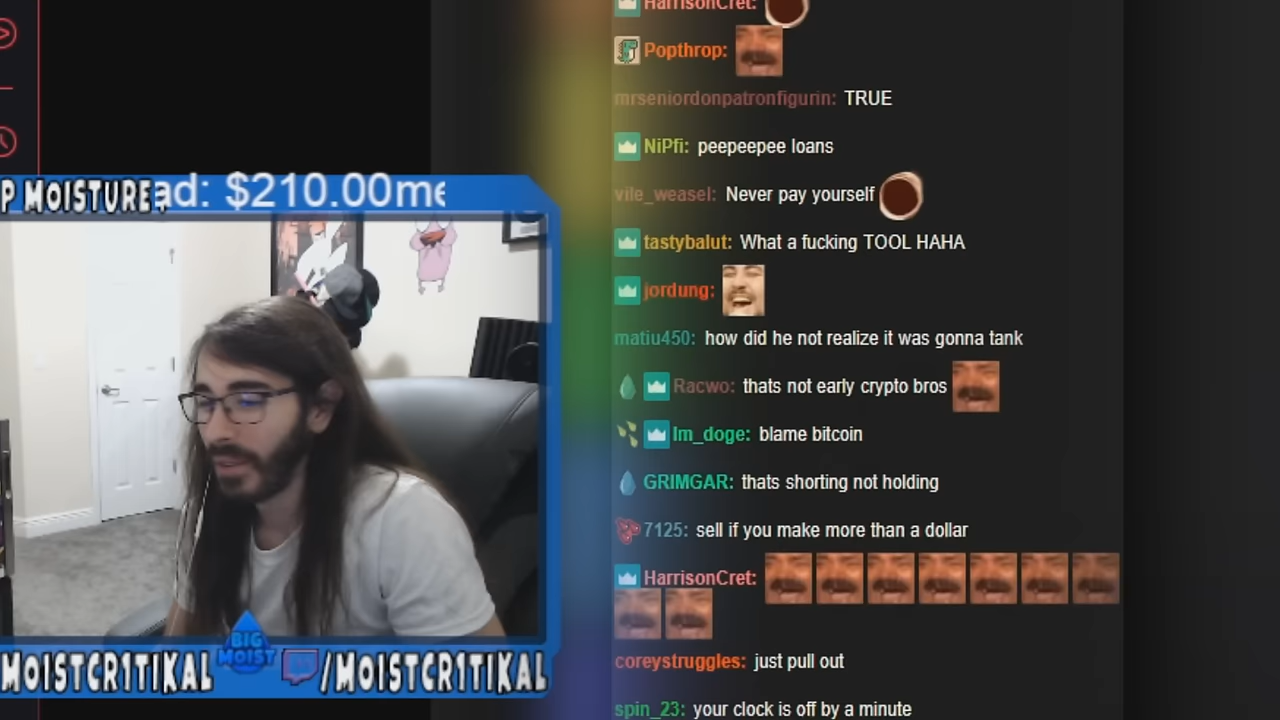 HarrisonCret:
Popthrop:
mrseniordonpatronfigurin: TRUE
NiPfi: peepeepee loans
vile_weasel: Never pay yourself
tastybalut: What a fucking TOOL HAHA
jordung:
matiu450: how did he not realize it was gonna tank
Racwo: thats not early crypto bros
Im_doge: blame bitcoin
GRIMGAR: thats shorting not holding
7125: sell if you make more than a dollar
HarrisonCret:
coreystruggles: just pull out
spin_23: your clock is off by a minute
P MOISTURE+
ad: $210.00me
BIG
MOIST
MOISTCR1TIKAL
/MOISTCR1TIKAL